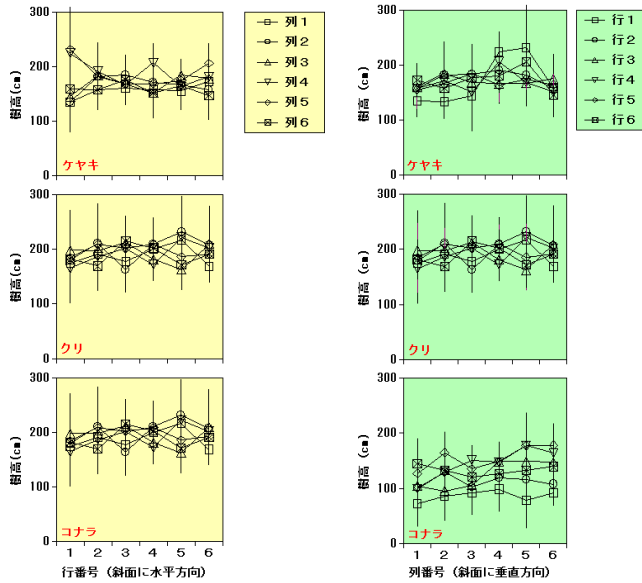 樹高(cm)
300
200
100
0
ケヤキ
列1
列2
列3
列4
列5
列6
樹高(cm)
300
200
100
0
ケヤキ
行1
行2
行3
行4
行5
行6
樹高(cm)
300
200
100
0
クリ
樹高(cm)
300
200
100
0
クリ
樹高(cm)
300
200
100
0
コナラ
1 2 3 4 5 6
行番号(斜面に水平方向)
樹高(cm)
300
200
100
0
コナラ
1 2 3 4 5 6
列番号(斜面に垂直方向)